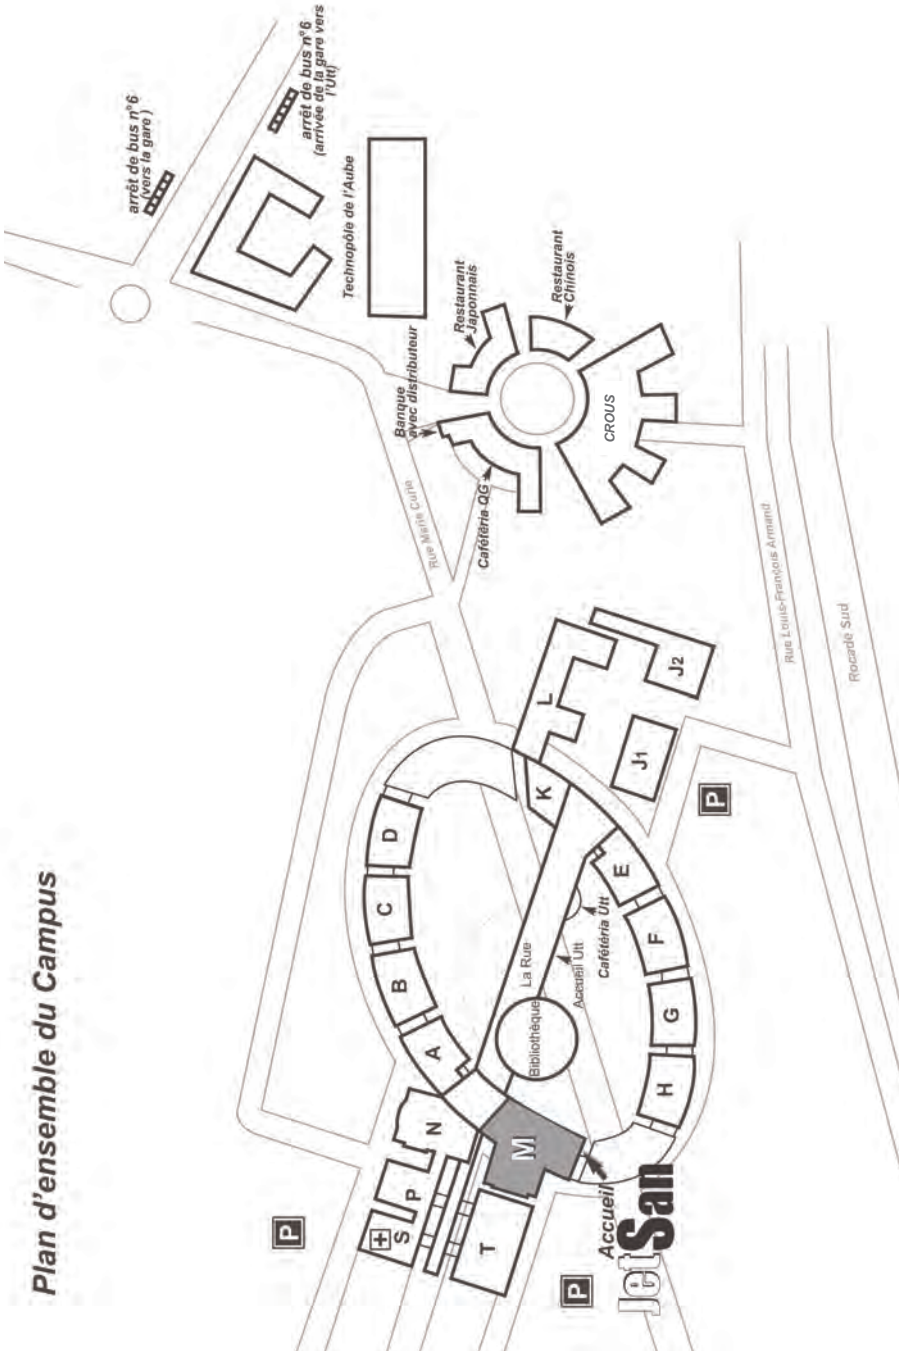 Plan d'ensemble du Campus
arrêt de bus n°6
(vers la gare )
arrêt de bus n°6
(arrivée de la gare vers
l'Utt)
Technopôle de l'Aube
Restaurant
Japonnais
Restaurant
Chinois
Banque
avec distributeur
Cafétéria QG
CROUS
Rue Marie Curie
Rue Louis-François Armand
Rocade Sud
L
J2
J1
K
P
D
C
B
A
E
F
G
H
La Rue
Accueil Utt
Cafétéria Utt
Bibliothèque
N
M
P
S
T
P
P
Accueil
JetSan